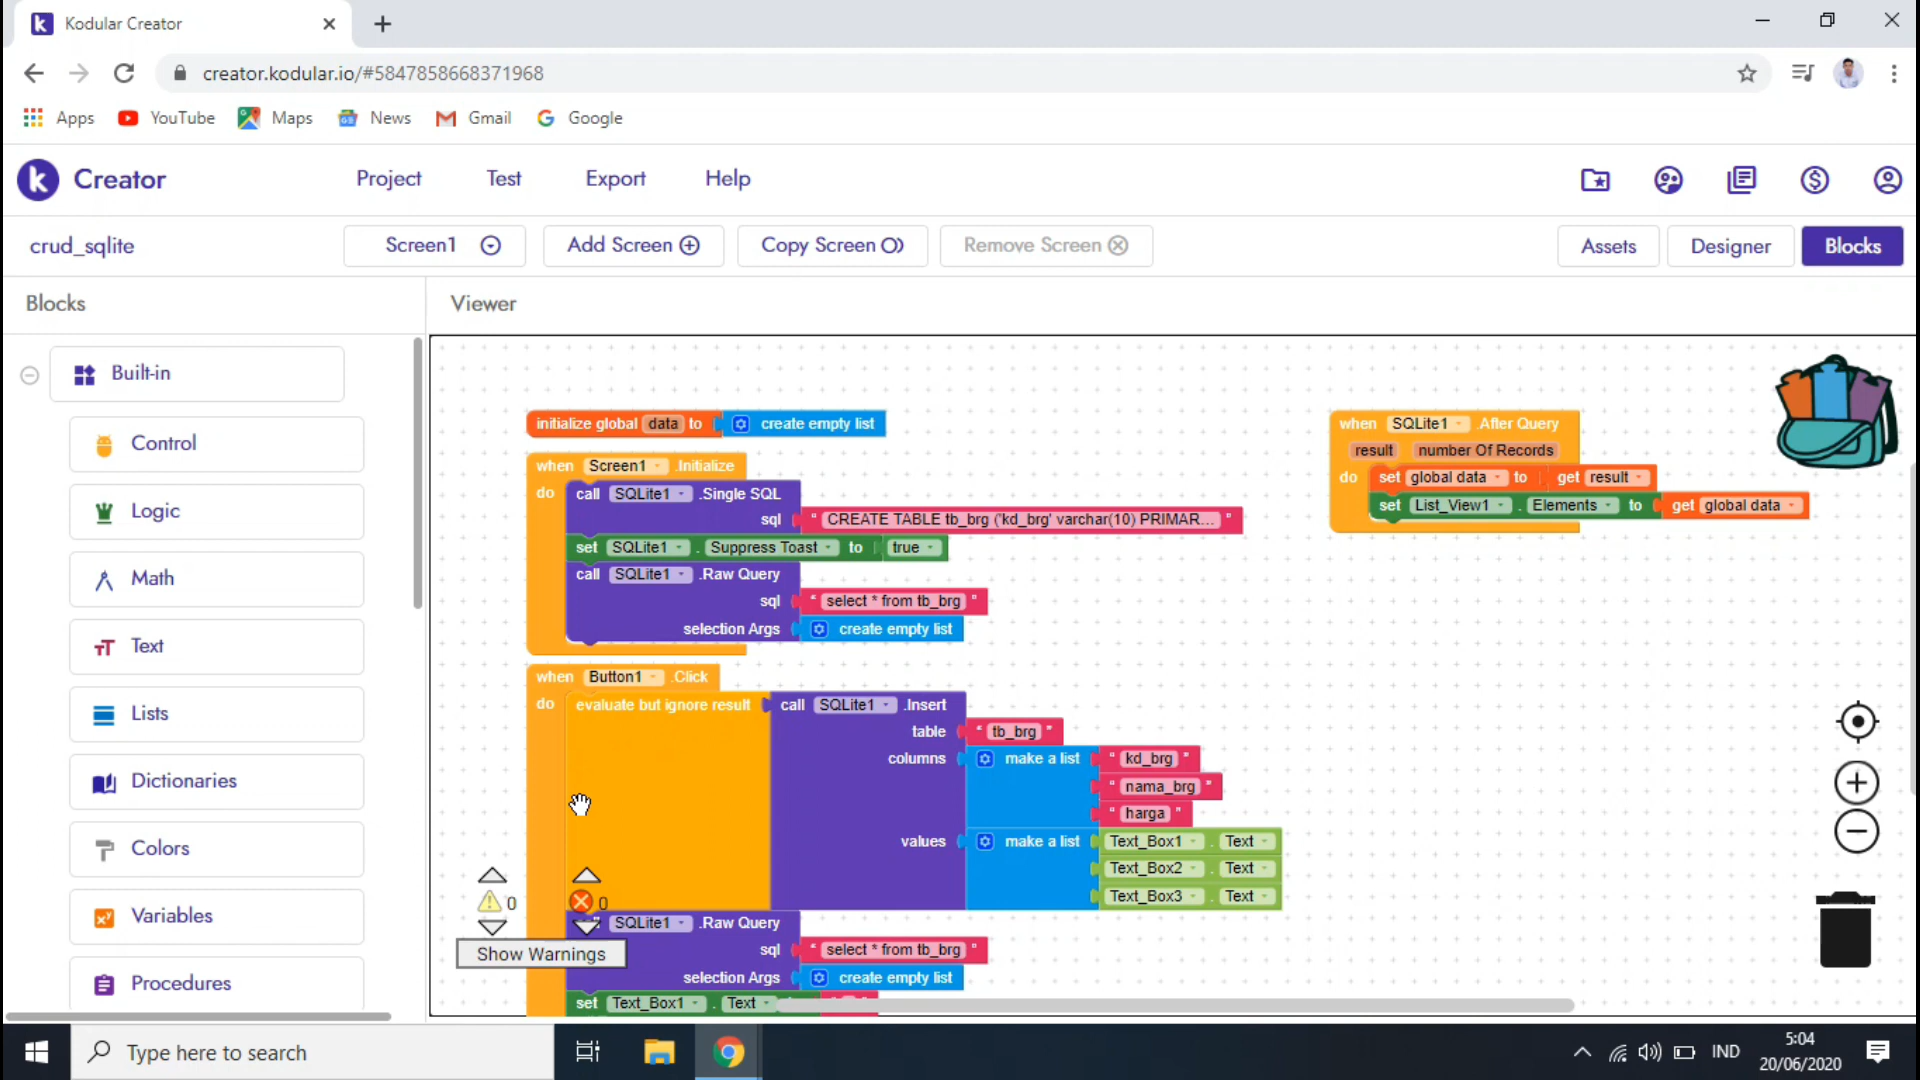 Kodular Creator
creator.kodular.io/#5847858668371968
Apps YouTube Maps News Gmail Google
Creator Project Test Export Help
crud_sqlite Screen1 Add Screen Copy Screen Remove Screen Assets Designer Blocks
Blocks
Viewer
Built-in
Control
Logic
Math
Text
Lists
Dictionaries
Colors
Variables
Procedures
initialize global data to create empty list
when Screen1 .Initialize
do call SQLite1 .Single SQL
sql " CREATE TABLE tb_brg ('kd_brg' varchar(10) PRIMAR... "
set SQLite1 . Suppress Toast to true
call SQLite1 .Raw Query
sql " select * from tb_brg "
selection Args create empty list
when Button1 .Click
do evaluate but ignore result call SQLite1 .Insert
table " tb_brg "
columns make a list " kd_brg "
" nama_brg "
" harga "
values make a list Text_Box1 . Text
Text_Box2 . Text
Text_Box3 . Text
SQLite1 .Raw Query
sql " select * from tb_brg "
selection Args create empty list
set Text_Box1 . Text
when SQLite1 .After Query
result number Of Records
do set global data to get result
set List_View1 . Elements to get global data
0 0
Show Warnings
Type here to search
IND
5:04
20/06/2020